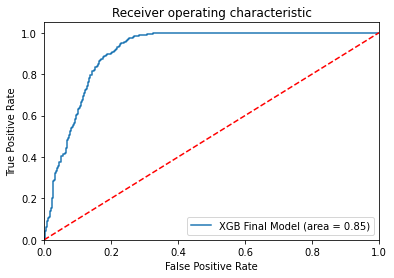 Receiver operating characteristic
True Positive Rate
1.0
0.8
0.6
0.4
0.2
0.0
XGB Final Model (area = 0.85)
0.0 0.2 0.4 0.6 0.8 1.0
False Positive Rate